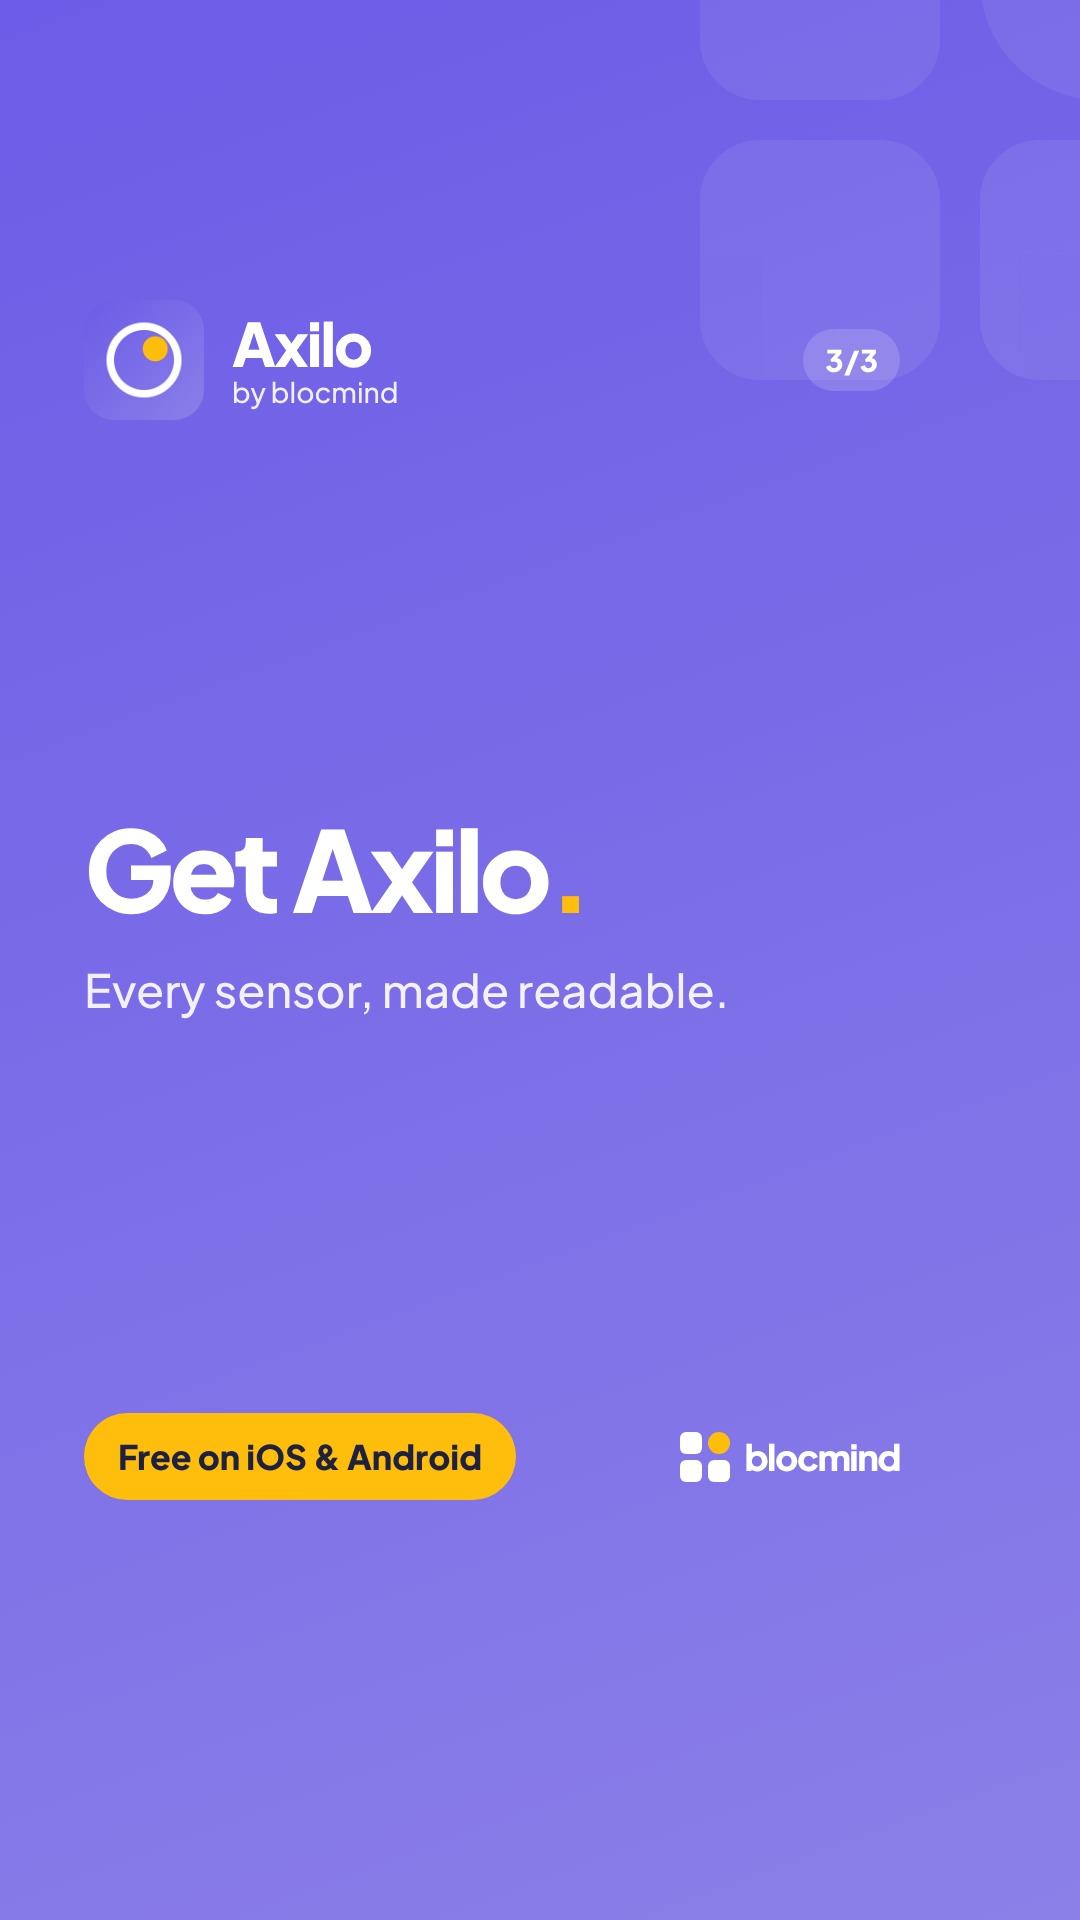 Axilo
by blocmind
3/3
Get Axilo.
Every sensor, made readable.
Free on iOS & Android
blocmind